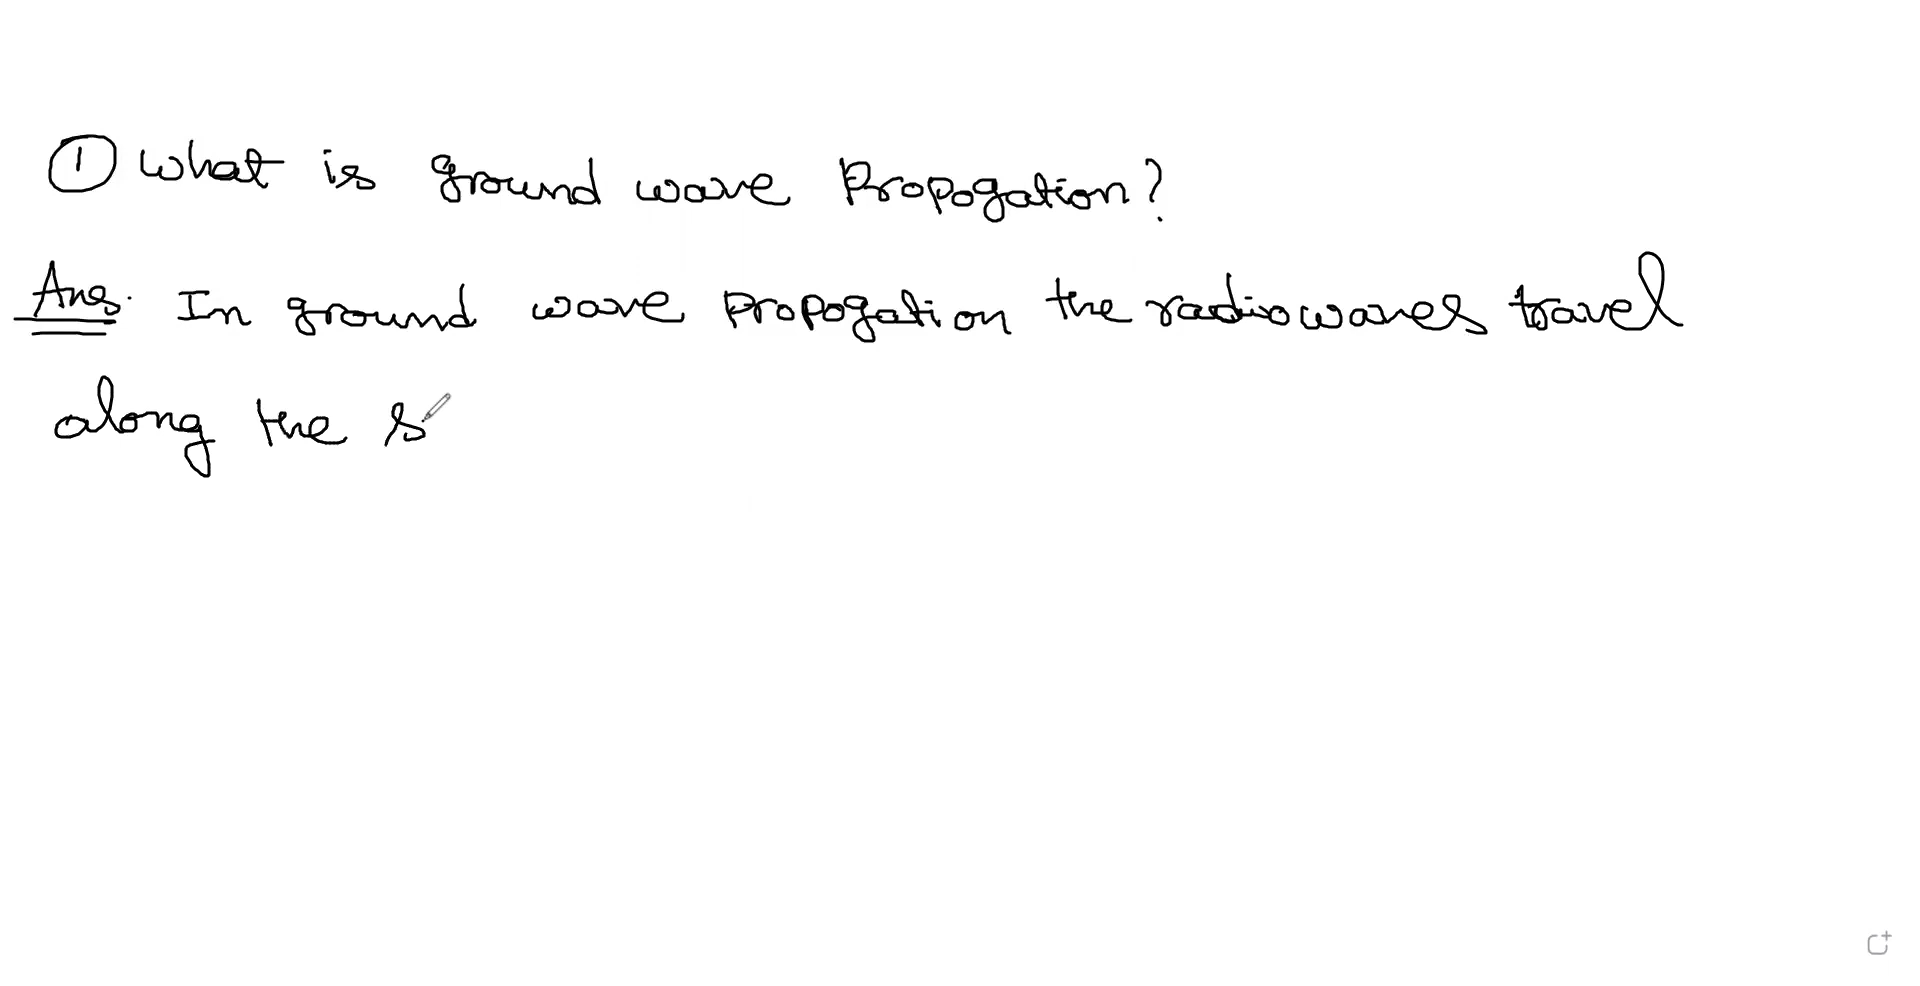 ① What is ground wave Propogation?
Ans. In ground wave propogation the radiowaves travel
along the s